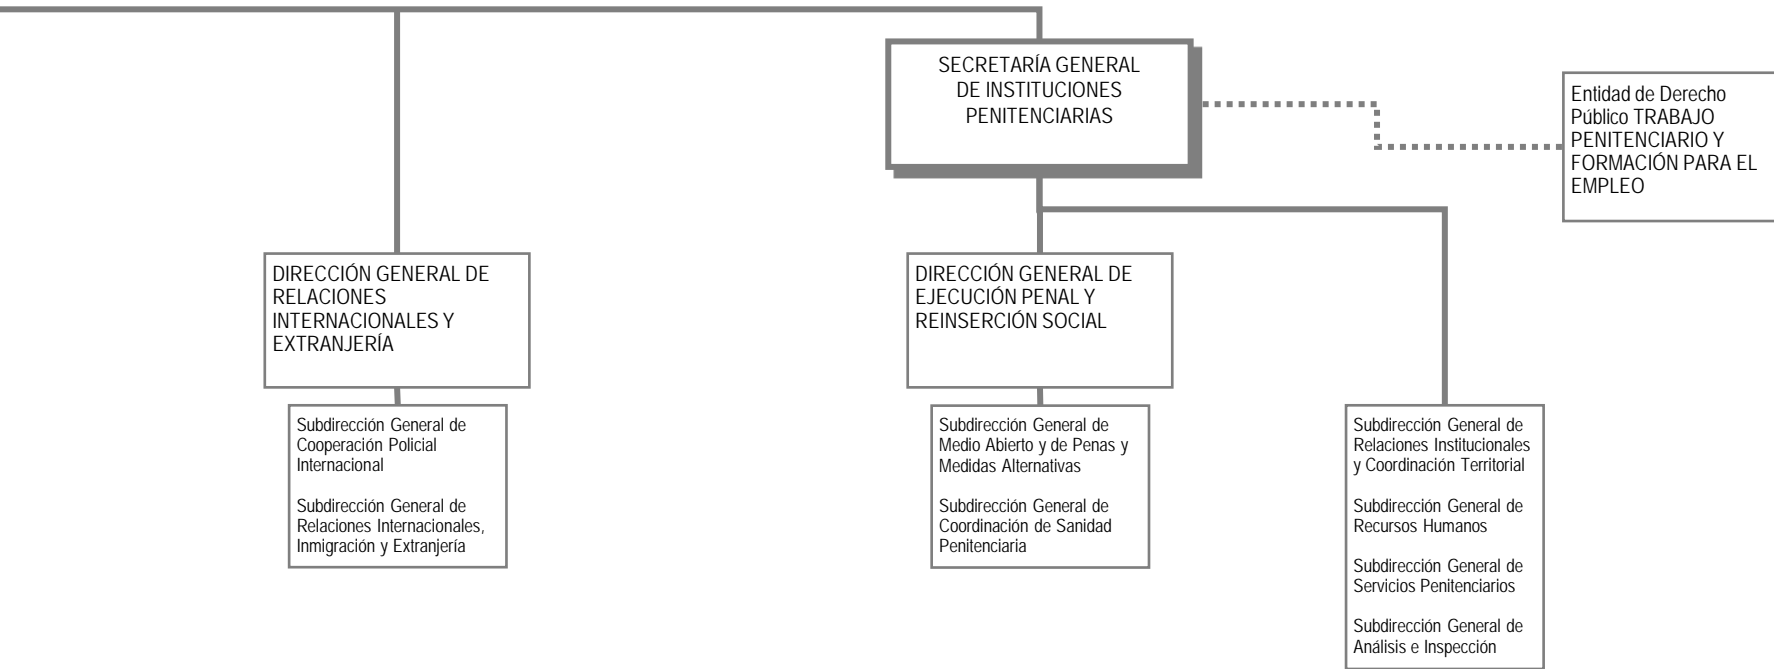 SECRETARÍA GENERAL
DE INSTITUCIONES
PENITENCIARIAS
Entidad de Derecho
Público TRABAJO
PENITENCIARIO Y
FORMACIÓN PARA EL
EMPLEO
DIRECCIÓN GENERAL DE
RELACIONES
INTERNACIONALES Y
EXTRANJERÍA
DIRECCIÓN GENERAL DE
EJECUCIÓN PENAL Y
REINSERCIÓN SOCIAL
Subdirección General de
Cooperación Policial
Internacional
Subdirección General de
Relaciones Internacionales,
Inmigración y Extranjería
Subdirección General de
Medio Abierto y de Penas y
Medidas Alternativas
Subdirección General de
Coordinación de Sanidad
Penitenciaria
Subdirección General de
Relaciones Institucionales
y Coordinación Territorial
Subdirección General de
Recursos Humanos
Subdirección General de
Servicios Penitenciarios
Subdirección General de
Análisis e Inspección